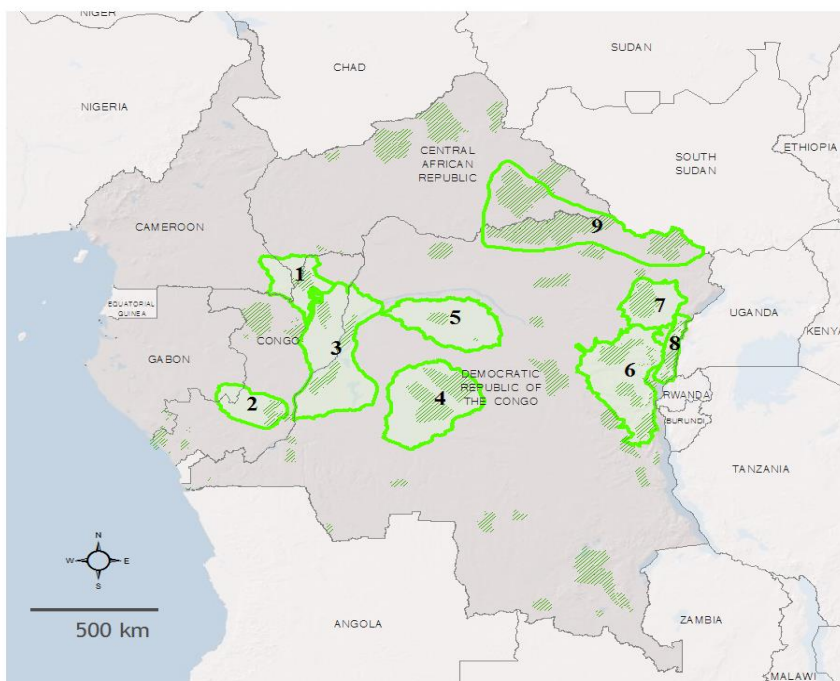 NIGER
SUDAN
CHAD
NIGERIA
CENTRAL
AFRICAN
REPUBLIC
ETHIOPIA
SOUTH
SUDAN
CAMEROON
9
1
EQUATORIAL
GUINEA
7
UGANDA
5
CONGO
KENYA
3
8
GABON
6
DEMOCRATIC
REPUBLIC OF
THE CONGO
4
2
RWANDA
BURUNDI
TANZANIA
N
W
E
S
500 km
ANGOLA
ZAMBIA
MALAWI